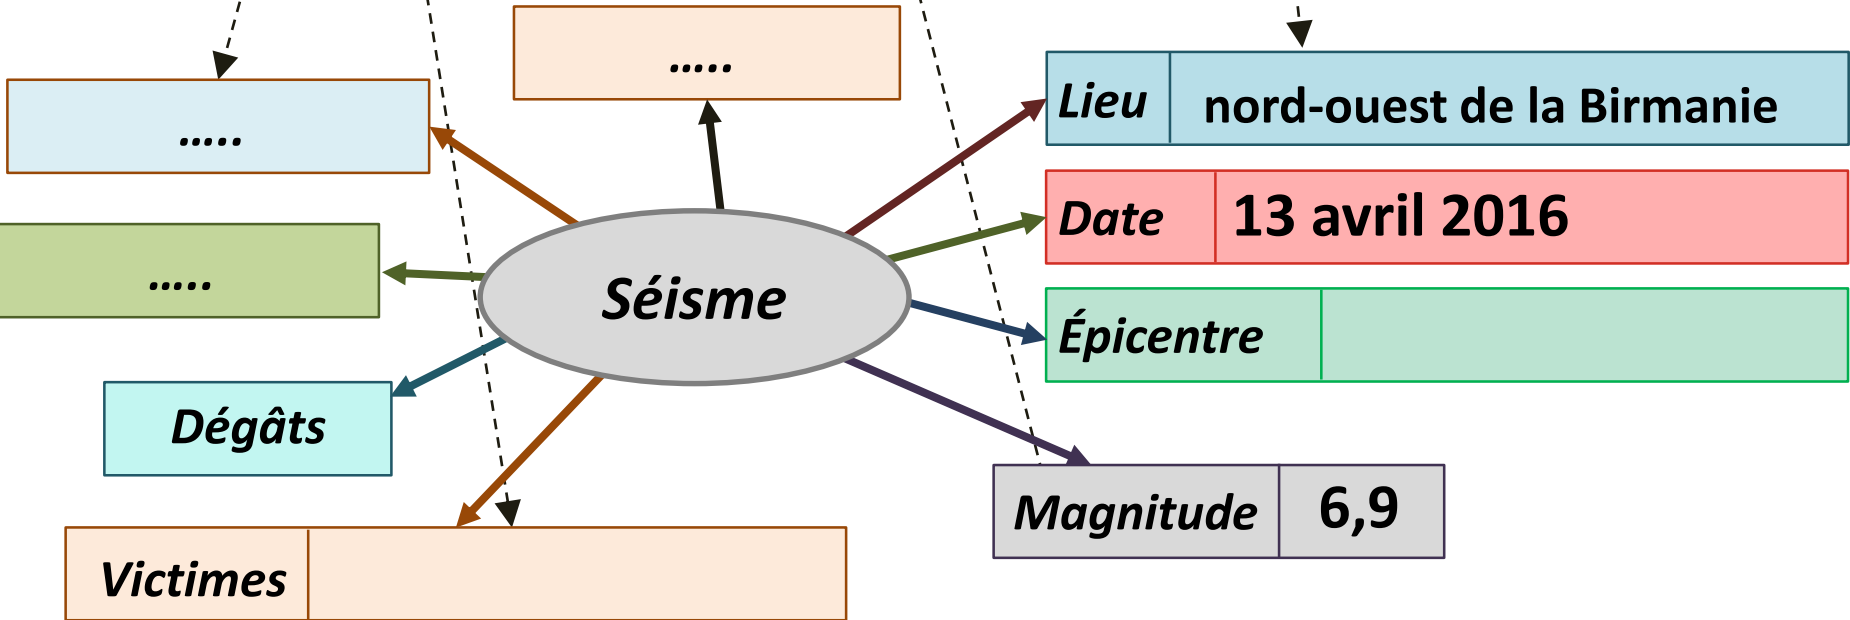 …..
Lieu nord-ouest de la Birmanie
…..
Date 13 avril 2016
…..
Séisme
Épicentre
Dégâts
Magnitude 6,9
Victimes